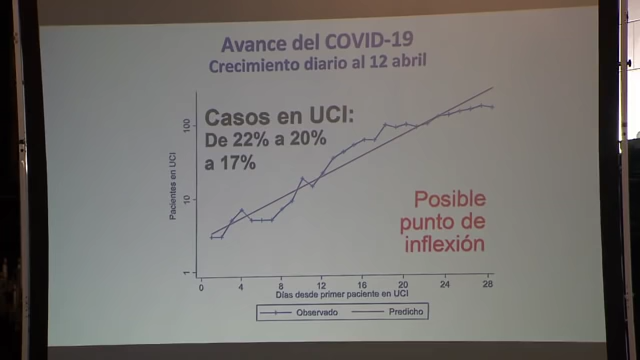 Avance del COVID-19
Crecimiento diario al 12 abril
Casos en UCI:
De 22% a 20%
a 17%
Posible
punto de
inflexión
Pacientes en UCI
100
10
1
0 4 8 12 16 20 24 28
Días desde primer paciente en UCI
Observado Predicho